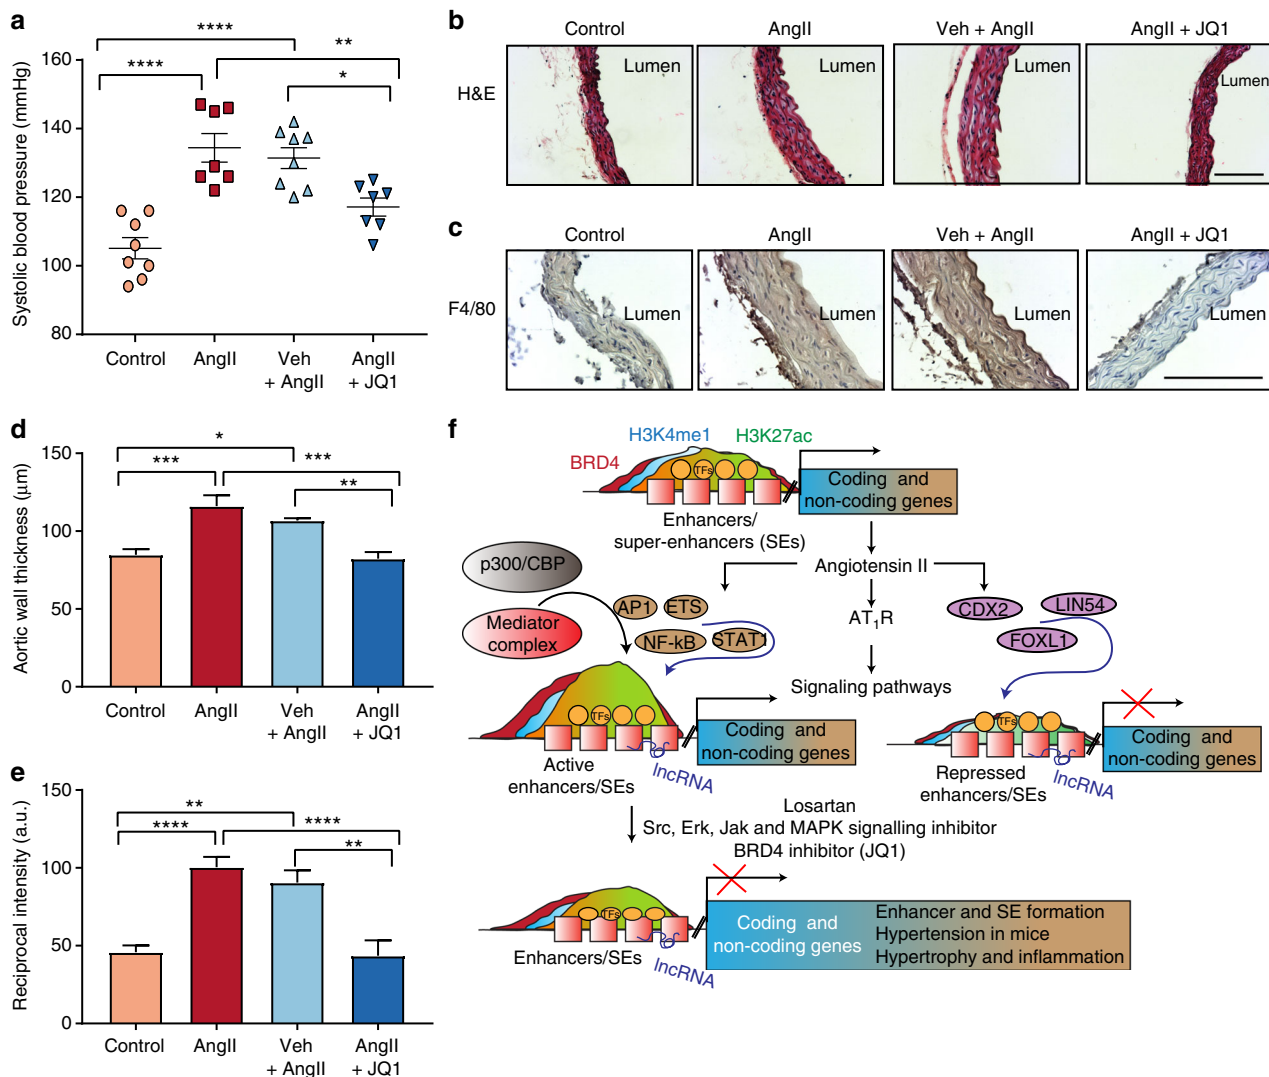 a
****
**
****
*
Systolic blood pressure (mmHg)
160
140
120
100
80
Control
AngII
Veh
+ AngII
AngII
+ JQ1
b
Control
AngII
Veh + AngII
AngII + JQ1
H&E
Lumen
Lumen
Lumen
Lumen
c
Control
AngII
Veh + AngII
AngII + JQ1
F4/80
Lumen
Lumen
Lumen
Lumen
d
*
***
***
**
Aortic wall thickness (µm)
150
100
50
0
Control
AngII
Veh
+ AngII
AngII
+ JQ1
e
**
****
****
**
Reciprocal intensity (a.u.)
150
100
50
0
Control
AngII
Veh
+ AngII
AngII
+ JQ1
f
H3K4me1
H3K27ac
BRD4
TFs
Coding and
non-coding genes
Enhancers/
super-enhancers (SEs)
Angiotensin II
p300/CBP
Mediator
complex
AP1
ETS
NF-kB
STAT1
AT1R
CDX2
LIN54
FOXL1
Signaling pathways
TFs
Coding and
non-coding genes
Active
enhancers/SEs
lncRNA
TFs
Coding and
non-coding genes
Repressed
enhancers/SEs
lncRNA
Losartan
Src, Erk, Jak and MAPK signalling inhibitor
BRD4 inhibitor (JQ1)
TFs
Enhancers/SEs
lncRNA
Coding and
non-coding genes
Enhancer and SE formation
Hypertension in mice
Hypertrophy and inflammation